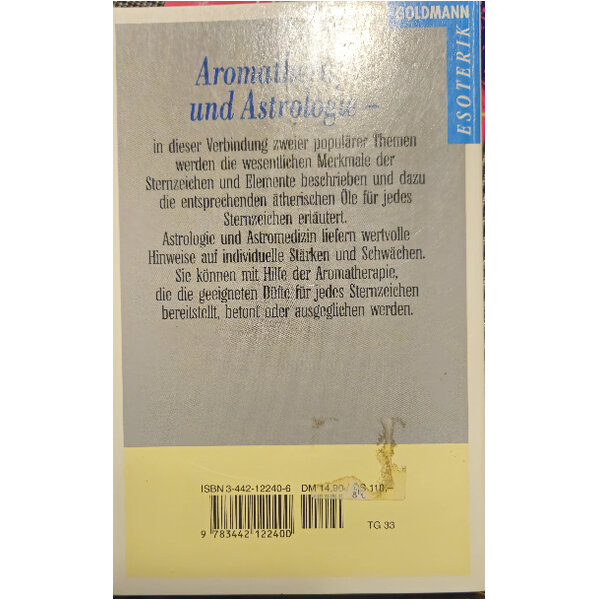 GOLDMANN
ESOTERIK
Aromatherapie
und Astrologie –
in dieser Verbindung zweier populärer Themen
werden die wesentlichen Merkmale der
Sternzeichen und Elemente beschrieben und dazu
die entsprechenden ätherischen Öle für jedes
Sternzeichen erläutert.
Astrologie und Astromedizin liefern wertvolle
Hinweise auf individuelle Stärken und Schwächen.
Sie können mit Hilfe der Aromatherapie,
die die geeigneten Düfte für jedes Sternzeichen
bereitstellt, betont oder ausgeglichen werden.
ISBN 3-442-12240-6 DM 14,90 / ÖS 110,–
TG 33
9 783442 122400